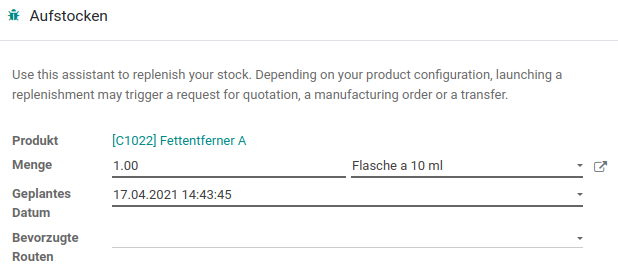 Aufstocken
Use this assistant to replenish your stock. Depending on your product configuration, launching a
replenishment may trigger a request for quotation, a manufacturing order or a transfer.
Produkt [C1022] Fettentferner A
Menge 1.00 Flasche a 10 ml
Geplantes 17.04.2021 14:43:45
Datum
Bevorzugte
Routen